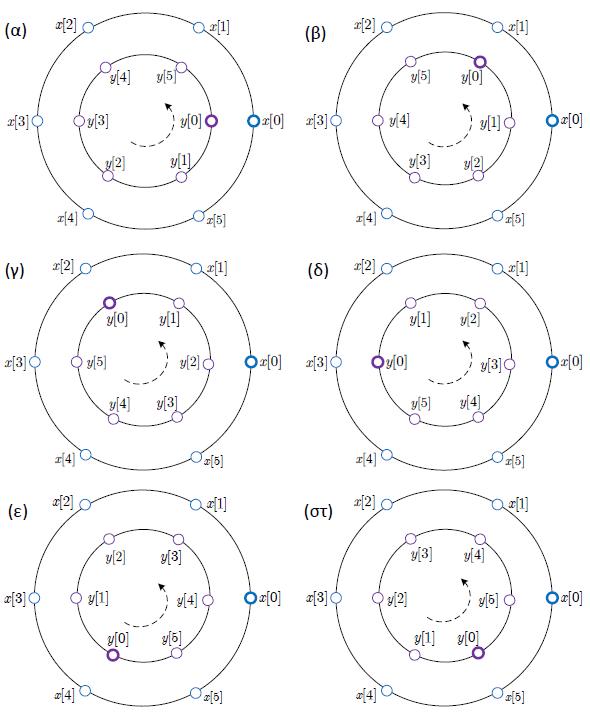 (α) x[2] x[1] (β) x[2] x[1]
y[4] y[5] y[5] y[0]
x[3] y[3] y[0] x[0] x[3] y[4] y[1] x[0]
y[2] y[1] y[3] y[2]
x[4] x[5] x[4] x[5]
(γ) x[2] x[1] (δ) x[2] x[1]
y[0] y[1] y[1] y[2]
x[3] y[5] y[2] x[0] x[3] y[0] y[3] x[0]
y[4] y[3] y[5] y[4]
x[4] x[5] x[4] x[5]
(ε) x[2] x[1] (στ) x[2] x[1]
y[2] y[3] y[3] y[4]
x[3] y[1] y[4] x[0] x[3] y[2] y[5] x[0]
y[0] y[5] y[1] y[0]
x[4] x[5] x[4] x[5]